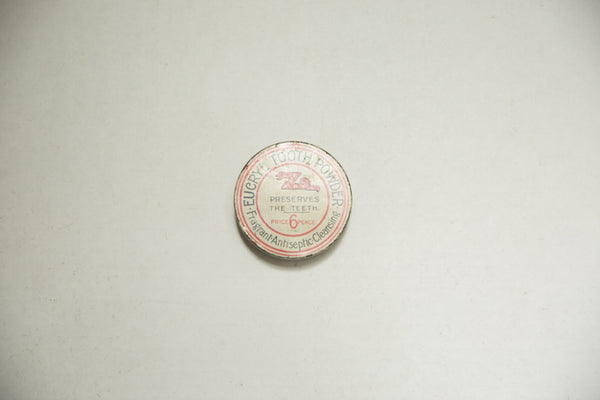 EUCRYL TOOTH POWDER
PRESERVES
THE TEETH.
PRICE 6 PENCE
Fragrant·Antiseptic·Cleansing